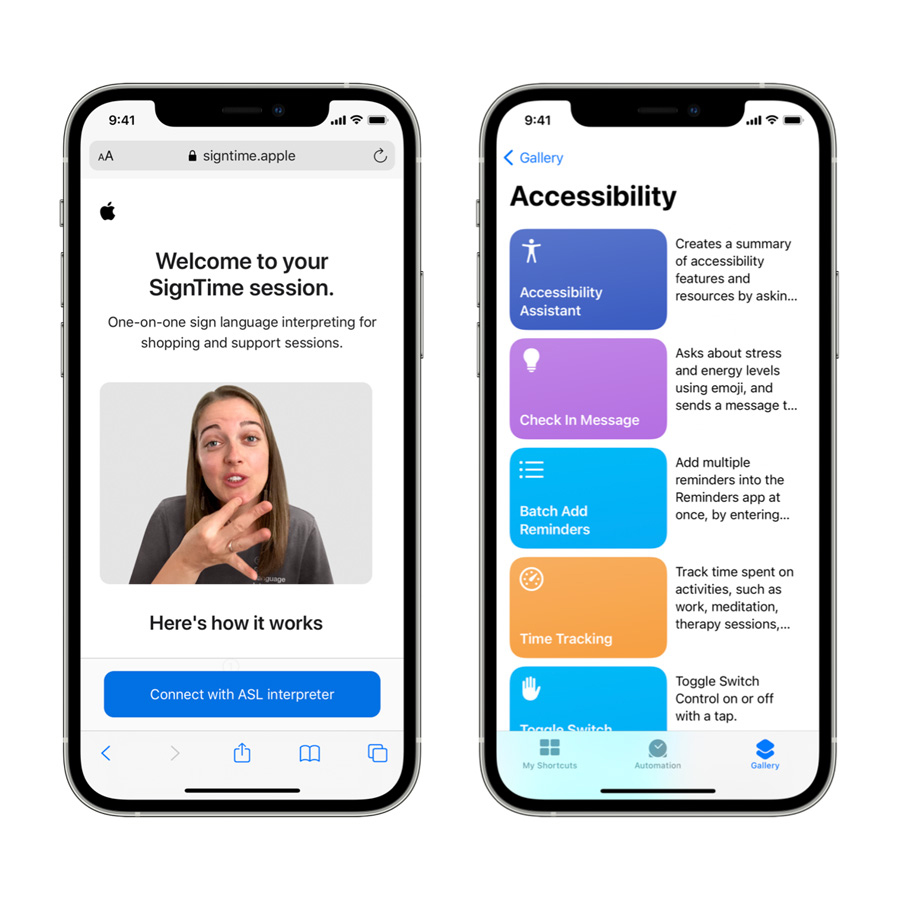 9:41
AA
signtime.apple
Welcome to your
SignTime session.
One-on-one sign language interpreting for
shopping and support sessions.
language
Here's how it works
Connect with ASL interpreter
9:41
Gallery
Accessibility
Accessibility
Assistant
Creates a summary
of accessibility
features and
resources by askin...
Check In Message
Asks about stress
and energy levels
using emoji, and
sends a message t...
Batch Add
Reminders
Add multiple
reminders into the
Reminders app at
once, by entering...
Time Tracking
Track time spent on
activities, such as
work, meditation,
therapy sessions,...
Toggle Switch
Toggle Switch
Control on or off
with a tap.
My Shortcuts
Automation
Gallery